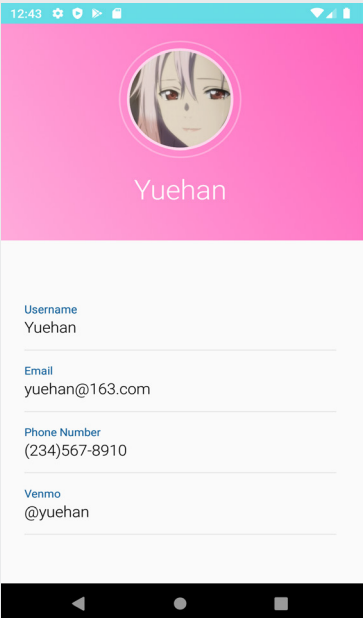 12:43
Yuehan
Username
Yuehan
Email
yuehan@163.com
Phone Number
(234)567-8910
Venmo
@yuehan